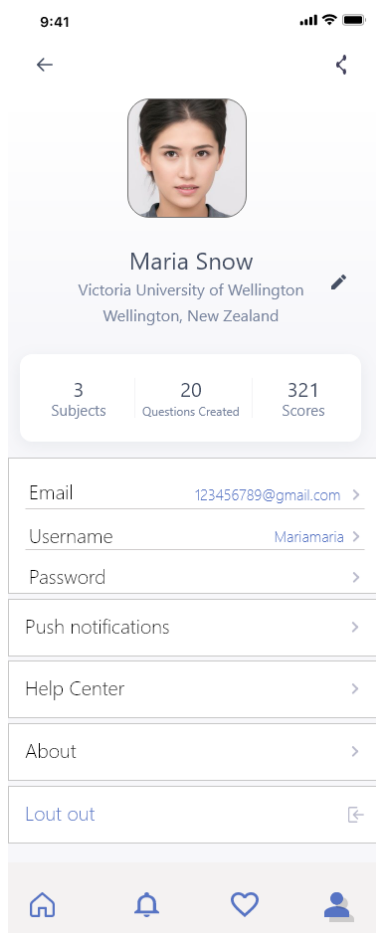 9:41
Maria Snow
Victoria University of Wellington
Wellington, New Zealand
3 20 321
Subjects Questions Created Scores
Email 123456789@gmail.com
Username Mariamaria
Password
Push notifications
Help Center
About
Lout out